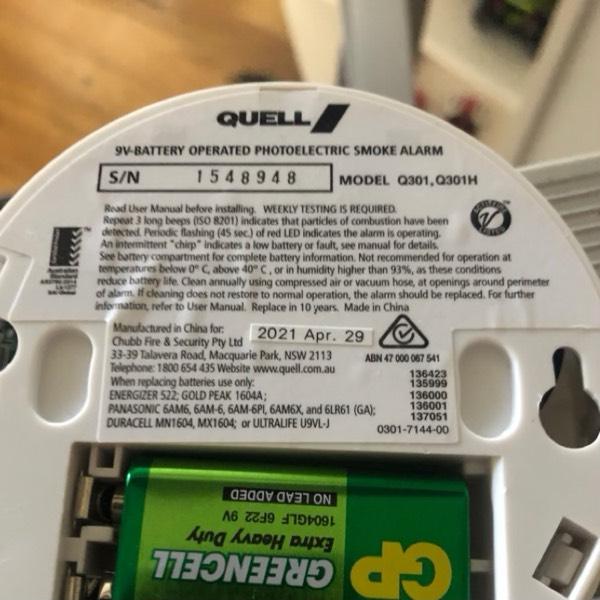 QUELL
9V-BATTERY OPERATED PHOTOELECTRIC SMOKE ALARM
S/N 1548948 MODEL Q301,Q301H
Read User Manual before installing. WEEKLY TESTING IS REQUIRED.
Repeat 3 long beeps (ISO 8201) indicates that particles of combustion have been
detected. Periodic flashing (45 sec.) of red LED indicates the alarm is operating.
An intermittent "chirp" indicates a low battery or fault, see manual for details.
See battery compartment for complete battery information. Not recommended for operation at
temperatures below 0° C, above 40° C, or in humidity higher than 93%, as these conditions
reduce battery life. Clean annually using compressed air or vacuum hose, at openings around perimeter
of alarm. If cleaning does not restore to normal operation, the alarm should be replaced. For further
information, refer to User Manual. Replace in 10 years. Made in China
Australian
Standard
Manufactured in China for:
Chubb Fire & Security Pty Ltd
2021 Apr. 29
33-39 Talavera Road, Macquarie Park, NSW 2113
ABN 47 000 067 541
Telephone: 1800 654 435 Website www.quell.com.au
When replacing batteries use only:
ENERGIZER 522; GOLD PEAK 1604A;
PANASONIC 6AM6, 6AM-6, 6AM-6PI, 6AM6X, and 6LR61 (GA);
DURACELL MN1604, MX1604; or ULTRALIFE U9VL-J
136423
135999
136000
136001
137051
0301-7144-00
GP
GREENCELL
Extra Heavy Duty
1604GLF 6F22 9V
NO LEAD ADDED